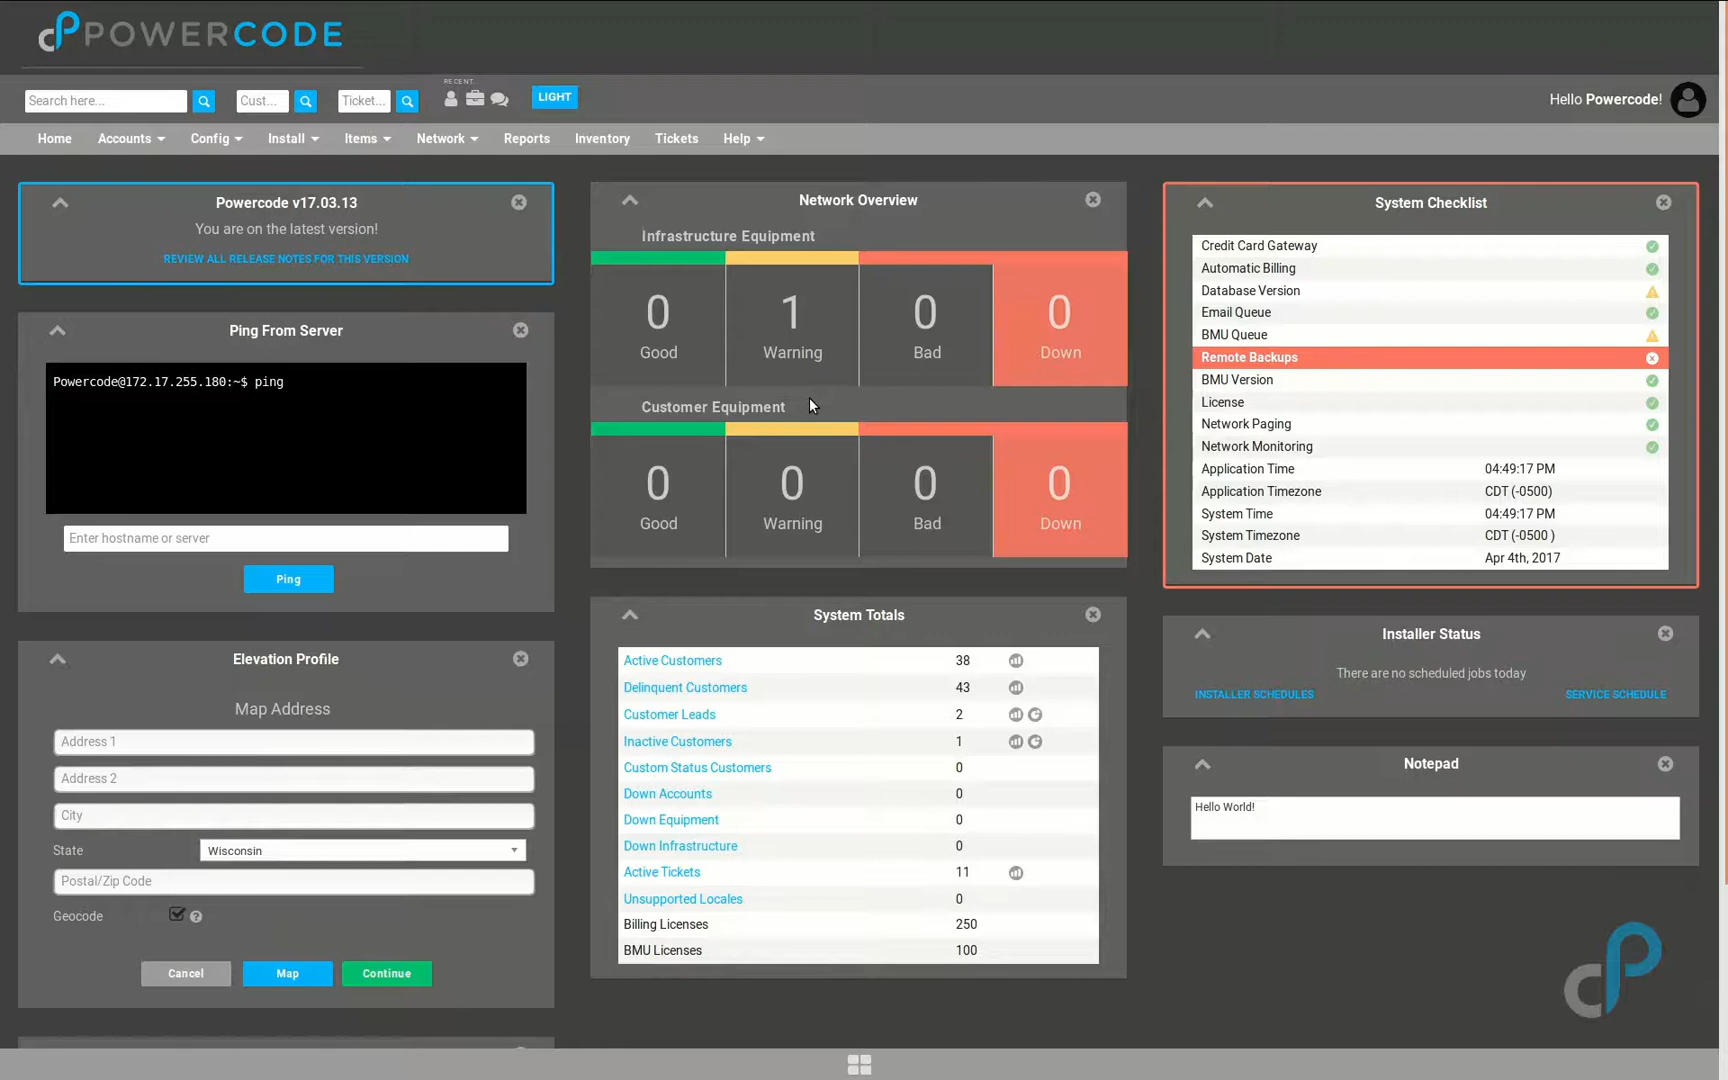 POWERCODE
Search here...
Cust...
Ticket...
RECENT
LIGHT
Hello Powercode!
Home
Accounts
Config
Install
Items
Network
Reports
Inventory
Tickets
Help
Powercode v17.03.13
You are on the latest version!
REVIEW ALL RELEASE NOTES FOR THIS VERSION
Ping From Server
Powercode@172.17.255.180:~$ ping
Enter hostname or server
Ping
Elevation Profile
Map Address
Address 1
Address 2
City
State Wisconsin
Postal/Zip Code
Geocode
Cancel
Map
Continue
Network Overview
Infrastructure Equipment
0 1 0 0
Good Warning Bad Down
Customer Equipment
0 0 0 0
Good Warning Bad Down
System Totals
Active Customers 38
Delinquent Customers 43
Customer Leads 2
Inactive Customers 1
Custom Status Customers 0
Down Accounts 0
Down Equipment 0
Down Infrastructure 0
Active Tickets 11
Unsupported Locales 0
Billing Licenses 250
BMU Licenses 100
System Checklist
Credit Card Gateway
Automatic Billing
Database Version
Email Queue
BMU Queue
Remote Backups
BMU Version
License
Network Paging
Network Monitoring
Application Time 04:49:17 PM
Application Timezone CDT (-0500)
System Time 04:49:17 PM
System Timezone CDT (-0500 )
System Date Apr 4th, 2017
Installer Status
There are no scheduled jobs today
INSTALLER SCHEDULES SERVICE SCHEDULE
Notepad
Hello World!